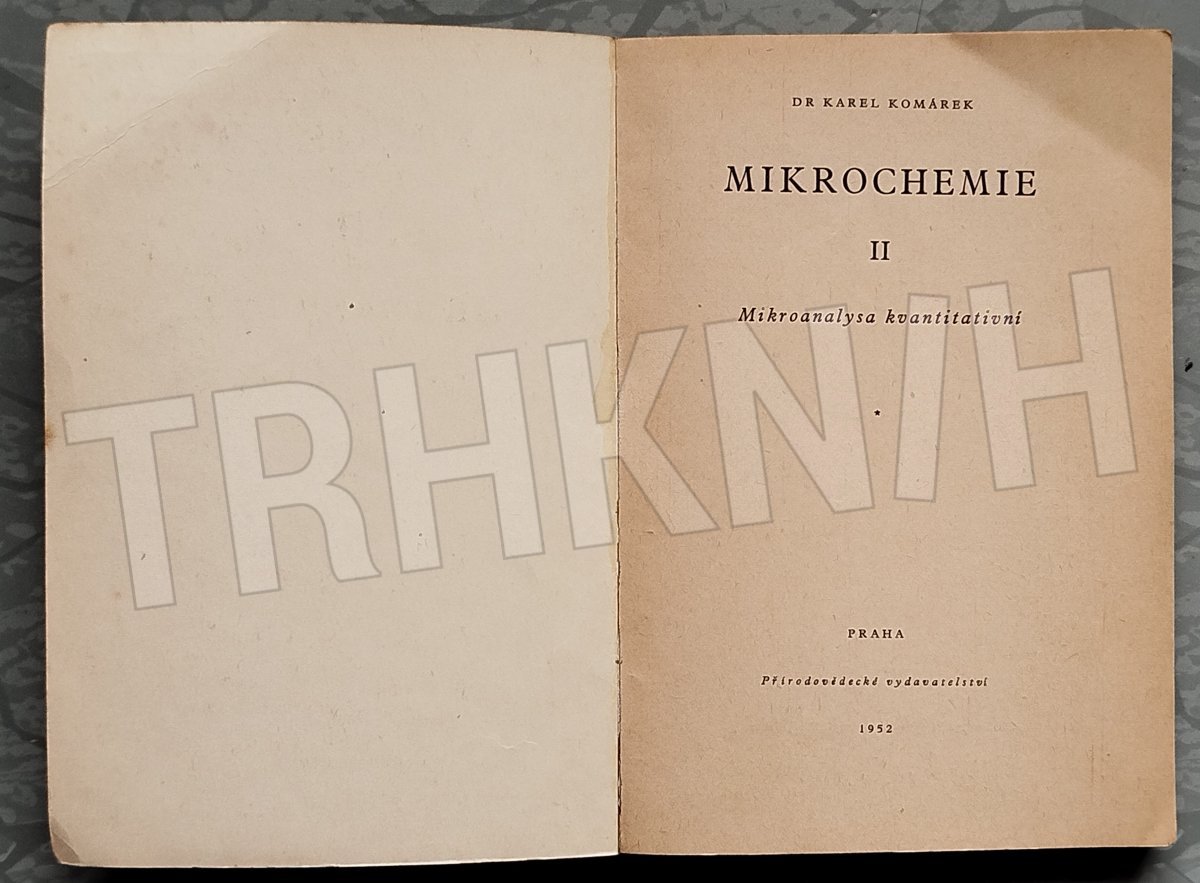 DR KAREL KOMÁREK
MIKROCHEMIE
II
Mikroanalysa kvantitativní
*
TRHKNIH
PRAHA
Přírodovědecké vydavatelství
1952